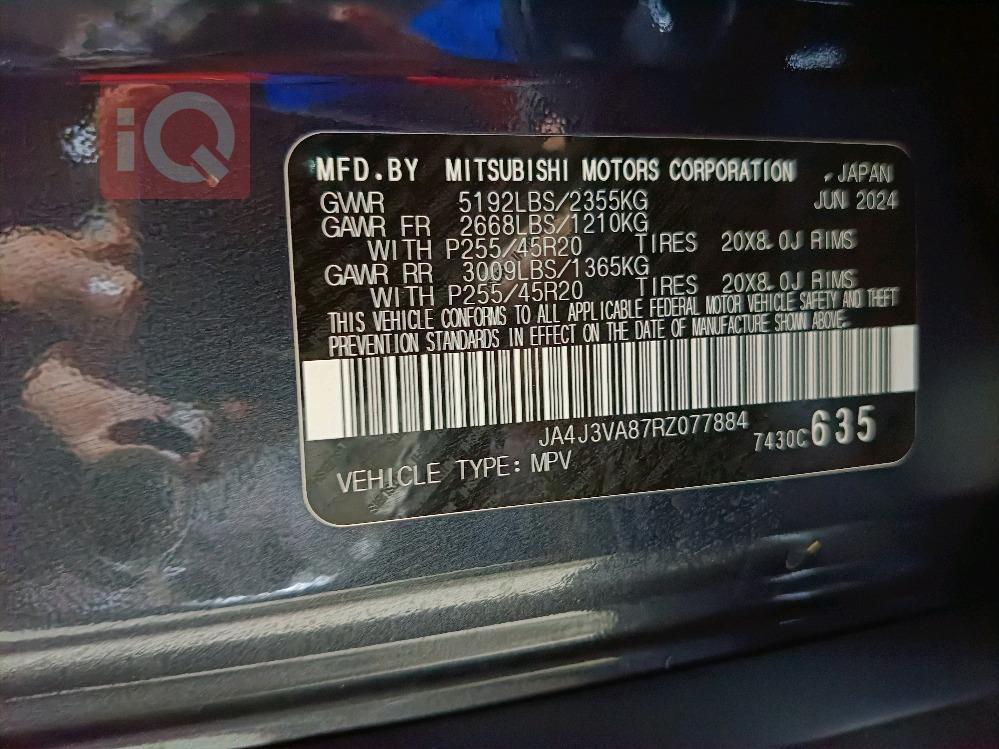 iQ
MFD.BY MITSUBISHI MOTORS CORPORATION JAPAN
GWWR 5192LBS/2355KG JUN 2024
GAWR FR 2668LBS/1210KG
WITH P255/45R20 TIRES 20X8.0J RIMS
GAWR RR 3009LBS/1365KG
WITH P255/45R20 TIRES 20X8.0J RIMS
THIS VEHICLE CONFORMS TO ALL APPLICABLE FEDERAL MOTOR VEHICLE SAFETY AND THEFT
PREVENTION STANDARDS IN EFFECT ON THE DATE OF MANUFACTURE SHOWN ABOVE.
JA4J3VA87RZ077884 7430C 635
VEHICLE TYPE: MPV